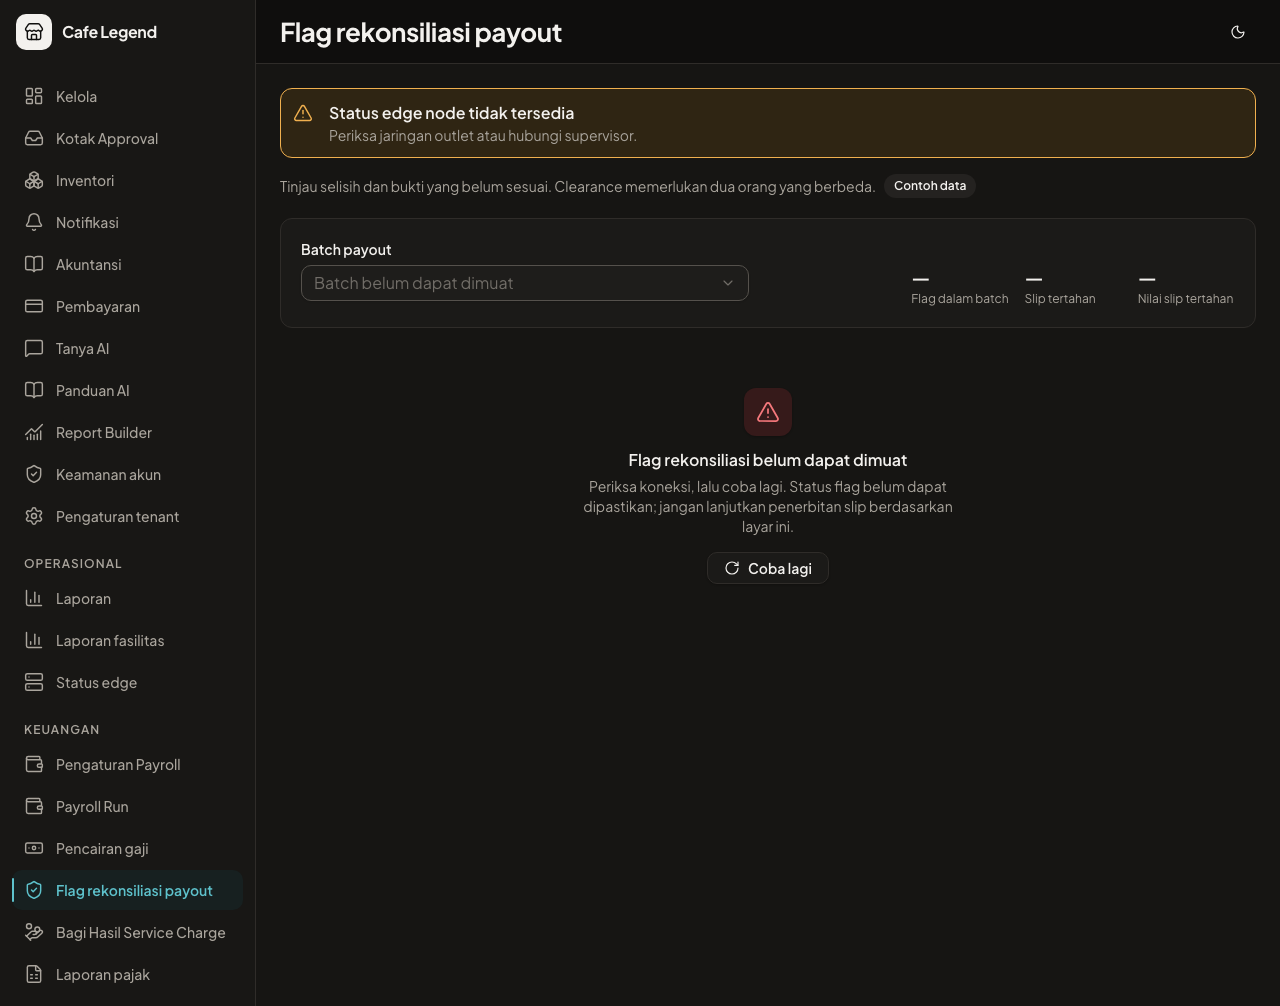 Cafe Legend
Kelola
Kotak Approval
Inventori
Notifikasi
Akuntansi
Pembayaran
Tanya AI
Panduan AI
Report Builder
Keamanan akun
Pengaturan tenant
OPERASIONAL
Laporan
Laporan fasilitas
Status edge
KEUANGAN
Pengaturan Payroll
Payroll Run
Pencairan gaji
Flag rekonsiliasi payout
Bagi Hasil Service Charge
Laporan pajak
Flag rekonsiliasi payout
Status edge node tidak tersedia
Periksa jaringan outlet atau hubungi supervisor.
Tinjau selisih dan bukti yang belum sesuai. Clearance memerlukan dua orang yang berbeda. Contoh data
Batch payout
Batch belum dapat dimuat
— — —
Flag dalam batch Slip tertahan Nilai slip tertahan
Flag rekonsiliasi belum dapat dimuat
Periksa koneksi, lalu coba lagi. Status flag belum dapat
dipastikan; jangan lanjutkan penerbitan slip berdasarkan
layar ini.
Coba lagi